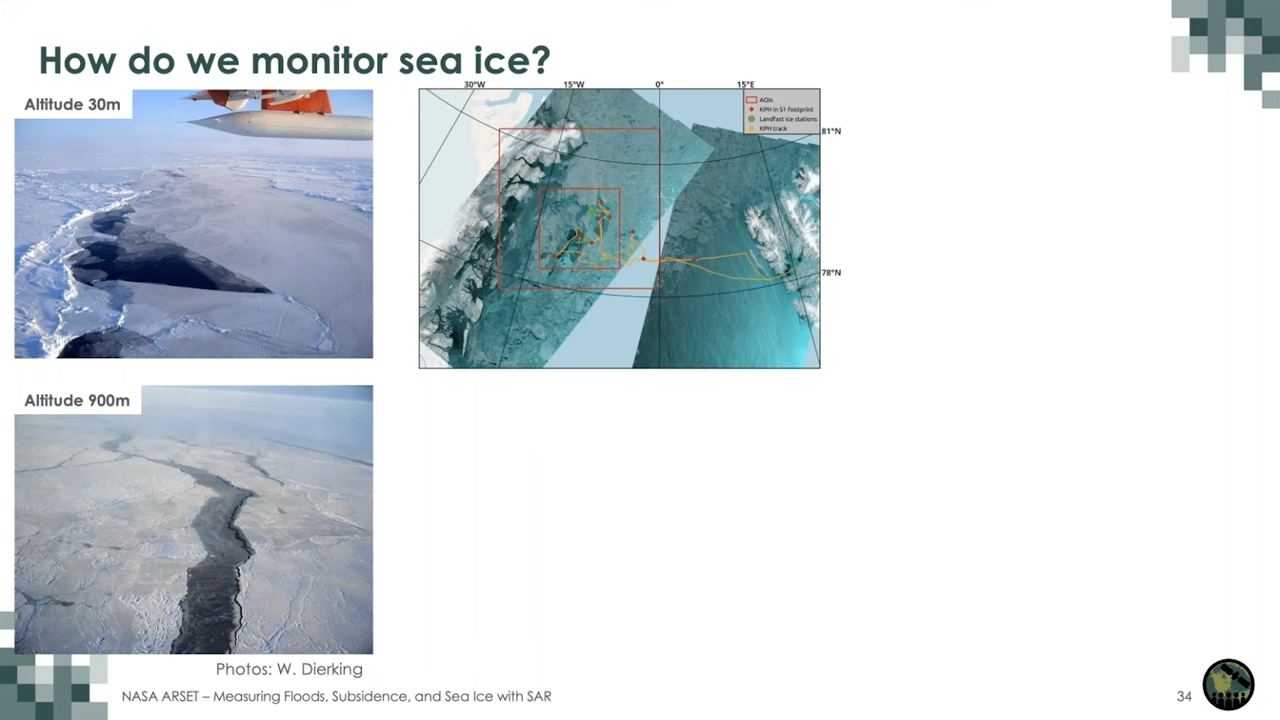 How do we monitor sea ice?
Altitude 30m
30°W
15°W
0°
15°E
AOIs
KPH in S1 footprint
Landfast ice stations
KPH track
81°N
78°N
Altitude 900m
Photos: W. Dierking
NASA ARSET – Measuring Floods, Subsidence, and Sea Ice with SAR
34